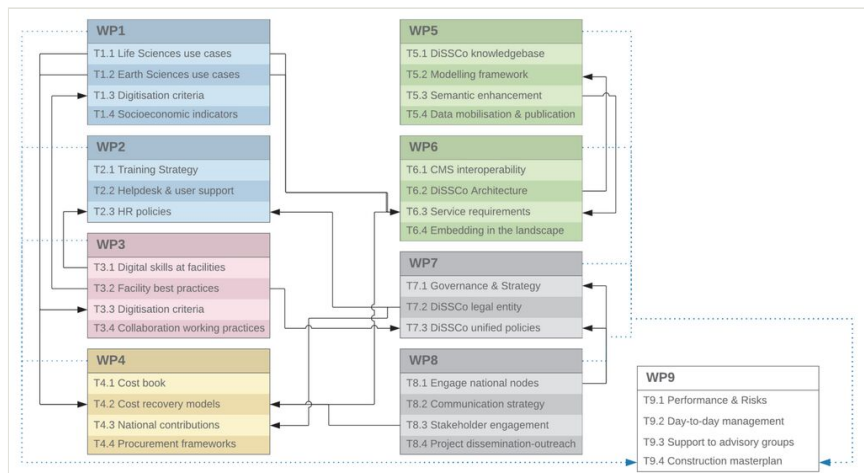 WP1
T1.1 Life Sciences use cases
T1.2 Earth Sciences use cases
T1.3 Digitisation criteria
T1.4 Socioeconomic indicators
WP2
T2.1 Training Strategy
T2.2 Helpdesk & user support
T2.3 HR policies
WP3
T3.1 Digital skills at facilities
T3.2 Facility best practices
T3.3 Digitisation criteria
T3.4 Collaboration working practices
WP4
T4.1 Cost book
T4.2 Cost recovery models
T4.3 National contributions
T4.4 Procurement frameworks
WP5
T5.1 DiSSCo knowledgebase
T5.2 Modelling framework
T5.3 Semantic enhancement
T5.4 Data mobilisation & publication
WP6
T6.1 CMS interoperability
T6.2 DiSSCo Architecture
T6.3 Service requirements
T6.4 Embedding in the landscape
WP7
T7.1 Governance & Strategy
T7.2 DiSSCo legal entity
T7.3 DiSSCo unified policies
WP8
T8.1 Engage national nodes
T8.2 Communication strategy
T8.3 Stakeholder engagement
T8.4 Project dissemination-outreach
WP9
T9.1 Performance & Risks
T9.2 Day-to-day management
T9.3 Support to advisory groups
T9.4 Construction masterplan